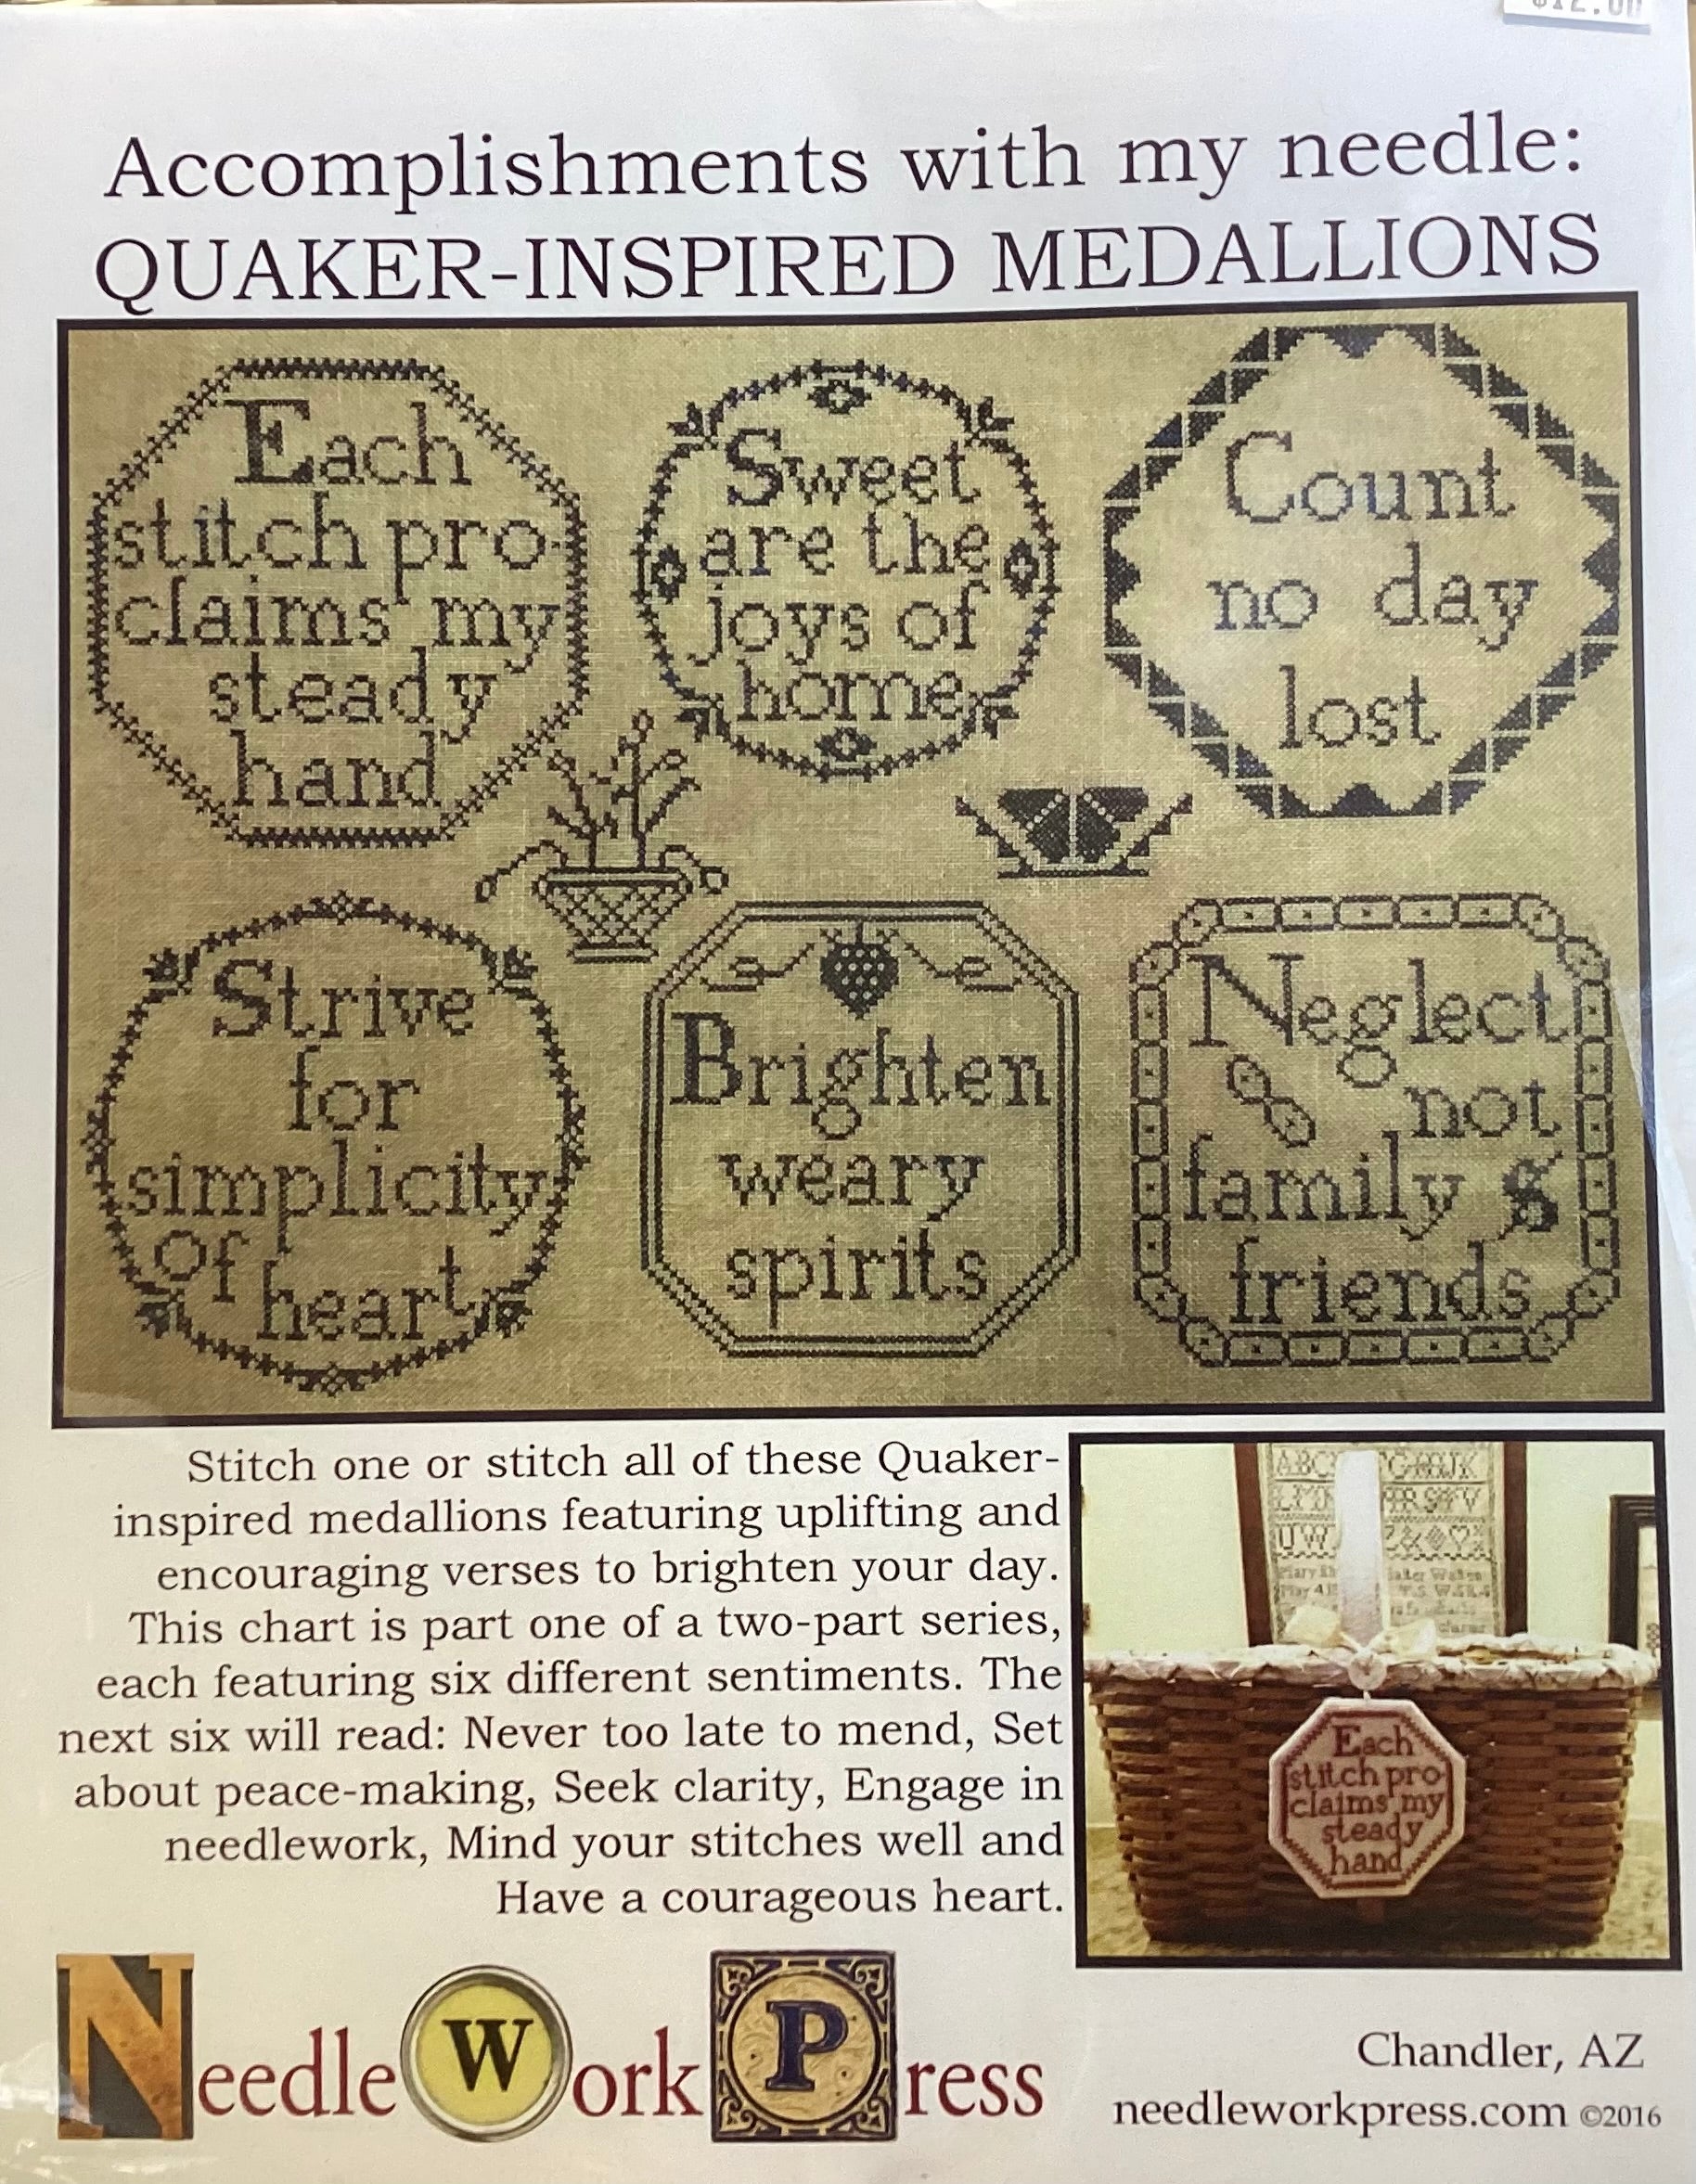 $12.00
Accomplishments with my needle:
QUAKER-INSPIRED MEDALLIONS
Each
stitch pro-
claims my
steady
hand
Sweet
are the
joys of
home
Count
no day
lost
Strive
for
simplicity
of heart
Brighten
weary
spirits
Neglect
not
family &
friends
Stitch one or stitch all of these Quaker-
inspired medallions featuring uplifting and
encouraging verses to brighten your day.
This chart is part one of a two-part series,
each featuring six different sentiments. The
next six will read: Never too late to mend, Set
about peace-making, Seek clarity, Engage in
needlework, Mind your stitches well and
Have a courageous heart.
ABC
Each
stitch pro
claims my
steady
hand
NeedleWorkPress
Chandler, AZ
needleworkpress.com ©2016